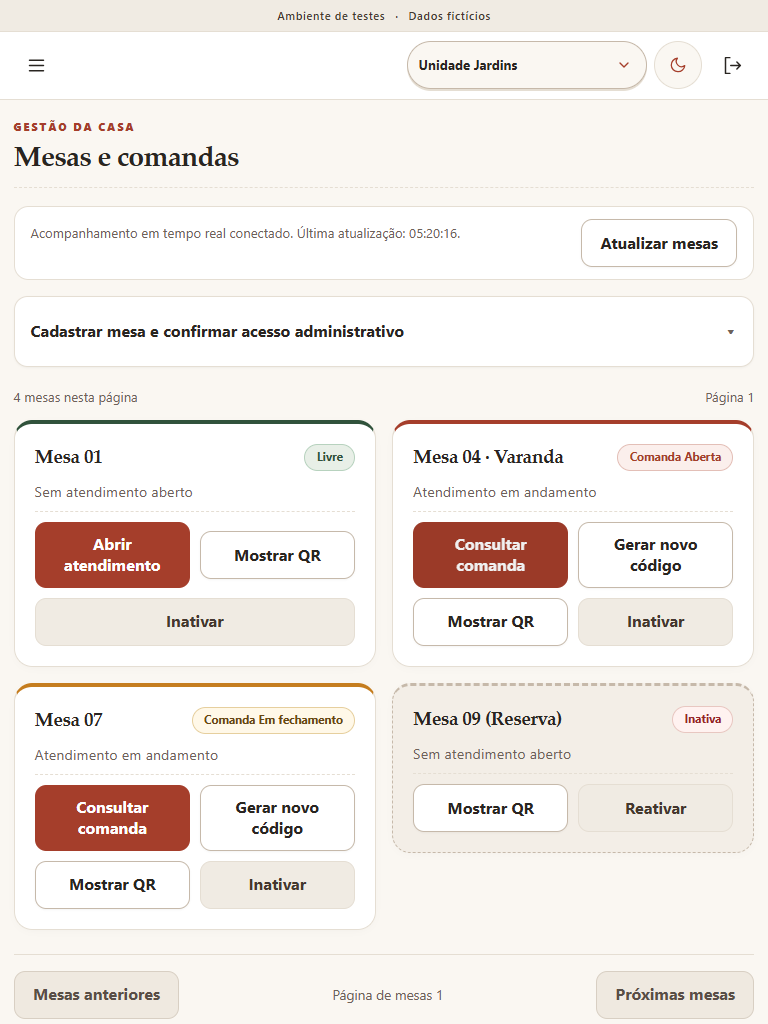 Ambiente de testes · Dados fictícios
Unidade Jardins
GESTÃO DA CASA
Mesas e comandas
Acompanhamento em tempo real conectado. Última atualização: 05:20:16.
Atualizar mesas
Cadastrar mesa e confirmar acesso administrativo
4 mesas nesta página
Página 1
Mesa 01
Livre
Sem atendimento aberto
Abrir
atendimento
Mostrar QR
Inativar
Mesa 04 · Varanda
Comanda Aberta
Atendimento em andamento
Consultar
comanda
Gerar novo
código
Mostrar QR
Inativar
Mesa 07
Comanda Em fechamento
Atendimento em andamento
Consultar
comanda
Gerar novo
código
Mostrar QR
Inativar
Mesa 09 (Reserva)
Inativa
Sem atendimento aberto
Mostrar QR
Reativar
Mesas anteriores
Página de mesas 1
Próximas mesas